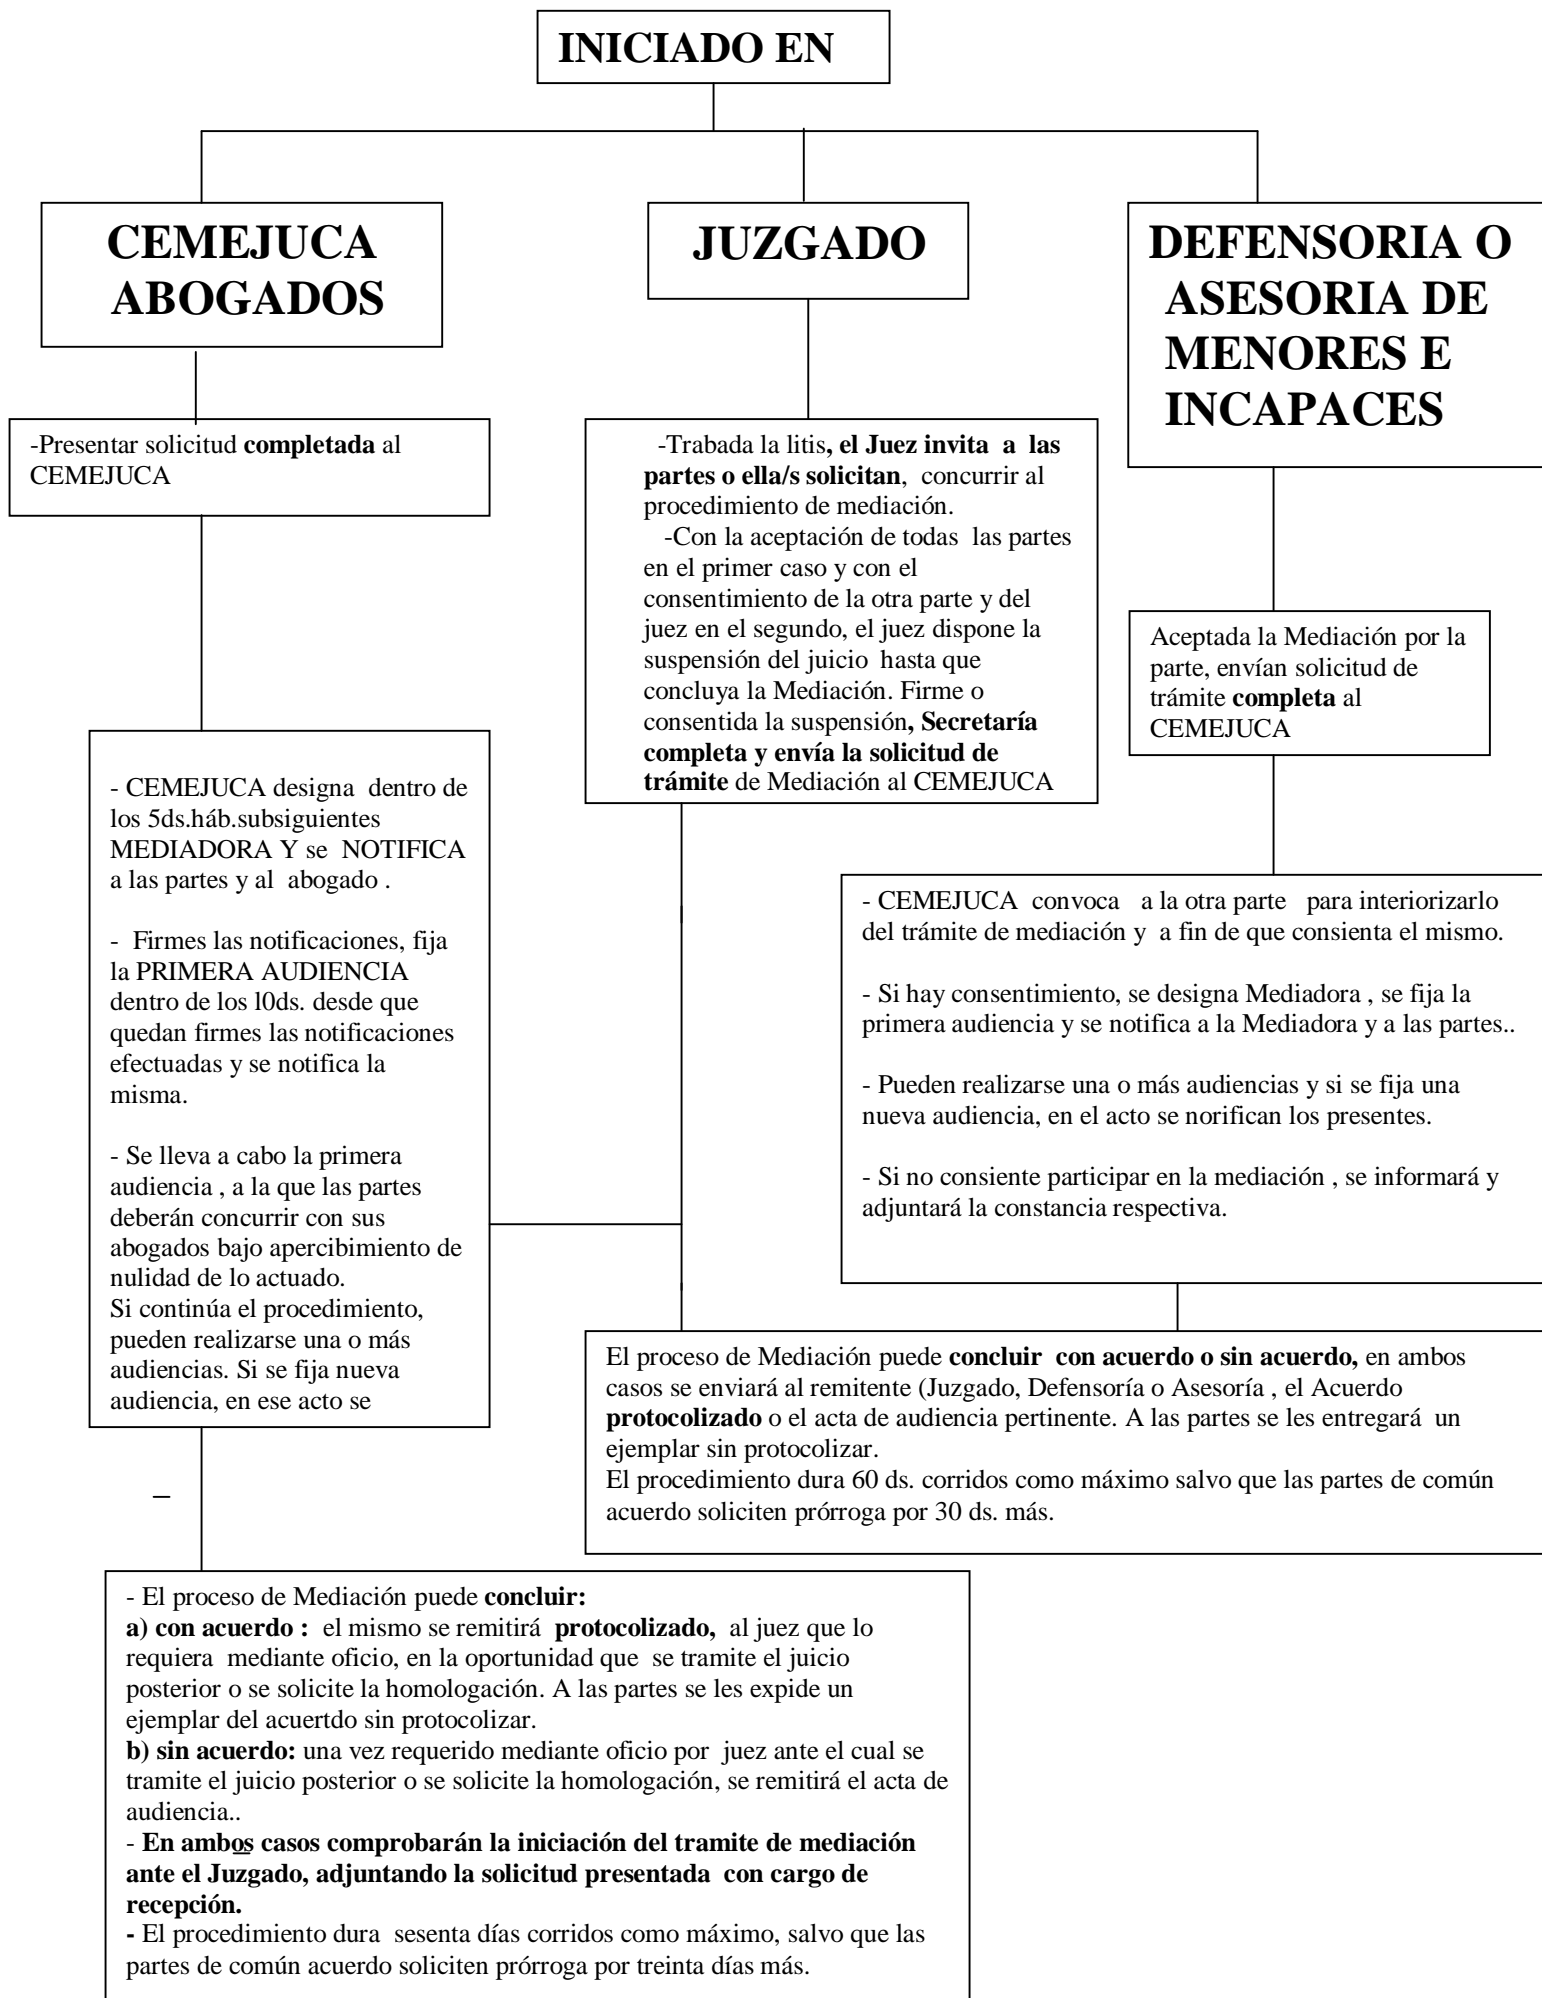 INICIADO EN
CEMEJUCA
ABOGADOS
JUZGADO
DEFENSORIA O
ASESORIA DE
MENORES E
INCAPACES
-Presentar solicitud completada al
CEMEJUCA
-Trabada la litis, el Juez invita a las
partes o ella/s solicitan, concurrir al
procedimiento de mediación.
-Con la aceptación de todas las partes
en el primer caso y con el
consentimiento de la otra parte y del
juez en el segundo, el juez dispone la
suspensión del juicio hasta que
concluya la Mediación. Firme o
consentida la suspensión, Secretaría
completa y envía la solicitud de
trámite de Mediación al CEMEJUCA
Aceptada la Mediación por la
parte, envían solicitud de
trámite completa al
CEMEJUCA
- CEMEJUCA designa dentro de
los 5ds.háb.subsiguientes
MEDIADORA Y se NOTIFICA
a las partes y al abogado .
- Firmes las notificaciones, fija
la PRIMERA AUDIENCIA
dentro de los l0ds. desde que
quedan firmes las notificaciones
efectuadas y se notifica la
misma.
- Se lleva a cabo la primera
audiencia , a la que las partes
deberán concurrir con sus
abogados bajo apercibimiento de
nulidad de lo actuado.
Si continúa el procedimiento,
pueden realizarse una o más
audiencias. Si se fija nueva
audiencia, en ese acto se
- CEMEJUCA convoca a la otra parte para interiorizarlo
del trámite de mediación y a fin de que consienta el mismo.
- Si hay consentimiento, se designa Mediadora , se fija la
primera audiencia y se notifica a la Mediadora y a las partes..
- Pueden realizarse una o más audiencias y si se fija una
nueva audiencia, en el acto se norifican los presentes.
- Si no consiente participar en la mediación , se informará y
adjuntará la constancia respectiva.
El proceso de Mediación puede concluir con acuerdo o sin acuerdo, en ambos
casos se enviará al remitente (Juzgado, Defensoría o Asesoría , el Acuerdo
protocolizado o el acta de audiencia pertinente. A las partes se les entregará un
ejemplar sin protocolizar.
El procedimiento dura 60 ds. corridos como máximo salvo que las partes de común
acuerdo soliciten prórroga por 30 ds. más.
- El proceso de Mediación puede concluir:
a) con acuerdo : el mismo se remitirá protocolizado, al juez que lo
requiera mediante oficio, en la oportunidad que se tramite el juicio
posterior o se solicite la homologación. A las partes se les expide un
ejemplar del acuertdo sin protocolizar.
b) sin acuerdo: una vez requerido mediante oficio por juez ante el cual se
tramite el juicio posterior o se solicite la homologación, se remitirá el acta de
audiencia..
- En ambos casos comprobarán la iniciación del tramite de mediación
ante el Juzgado, adjuntando la solicitud presentada con cargo de
recepción.
- El procedimiento dura sesenta días corridos como máximo, salvo que las
partes de común acuerdo soliciten prórroga por treinta días más.